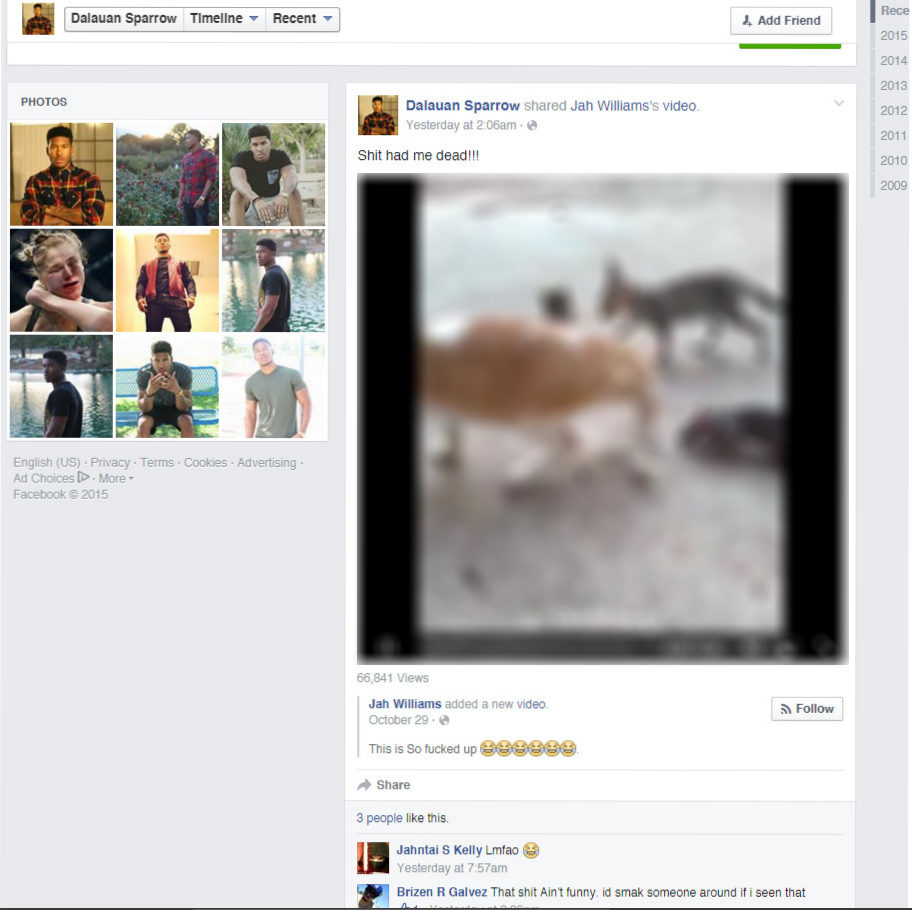 Dalauan Sparrow Timeline Recent
Add Friend
Rece
2015
2014
2013
2012
2011
2010
2009
PHOTOS
English (US) · Privacy · Terms · Cookies · Advertising ·
Ad Choices · More
Facebook © 2015
Dalauan Sparrow shared Jah Williams's video.
Yesterday at 2:06am ·
Shit had me dead!!!
66,841 Views
Jah Williams added a new video.
October 29 ·
Follow
This is So fucked up 😂😂😂😂😂😂.
Share
3 people like this.
Jahntai S Kelly Lmfao 😂
Yesterday at 7:57am
Brizen R Galvez That shit Ain't funny. id smak someone around if i seen that